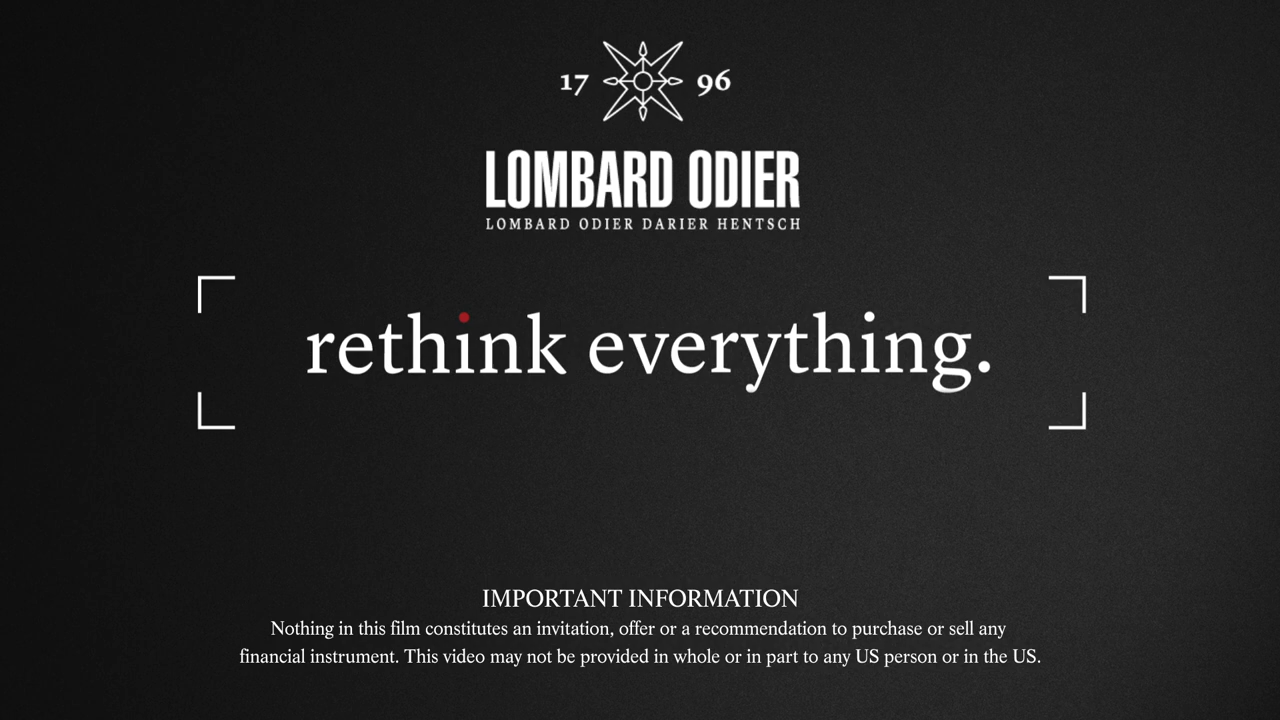 17 96
LOMBARD ODIER
LOMBARD ODIER DARIER HENTSCH
rethink everything.
IMPORTANT INFORMATION
Nothing in this film constitutes an invitation, offer or a recommendation to purchase or sell any
financial instrument. This video may not be provided in whole or in part to any US person or in the US.